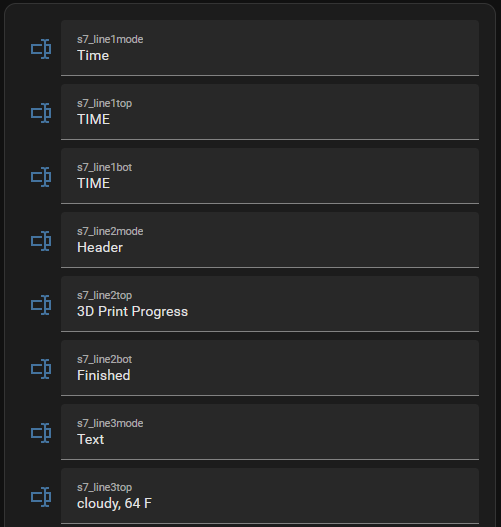 s7_line1mode
Time
s7_line1top
TIME
s7_line1bot
TIME
s7_line2mode
Header
s7_line2top
3D Print Progress
s7_line2bot
Finished
s7_line3mode
Text
s7_line3top
cloudy, 64 F